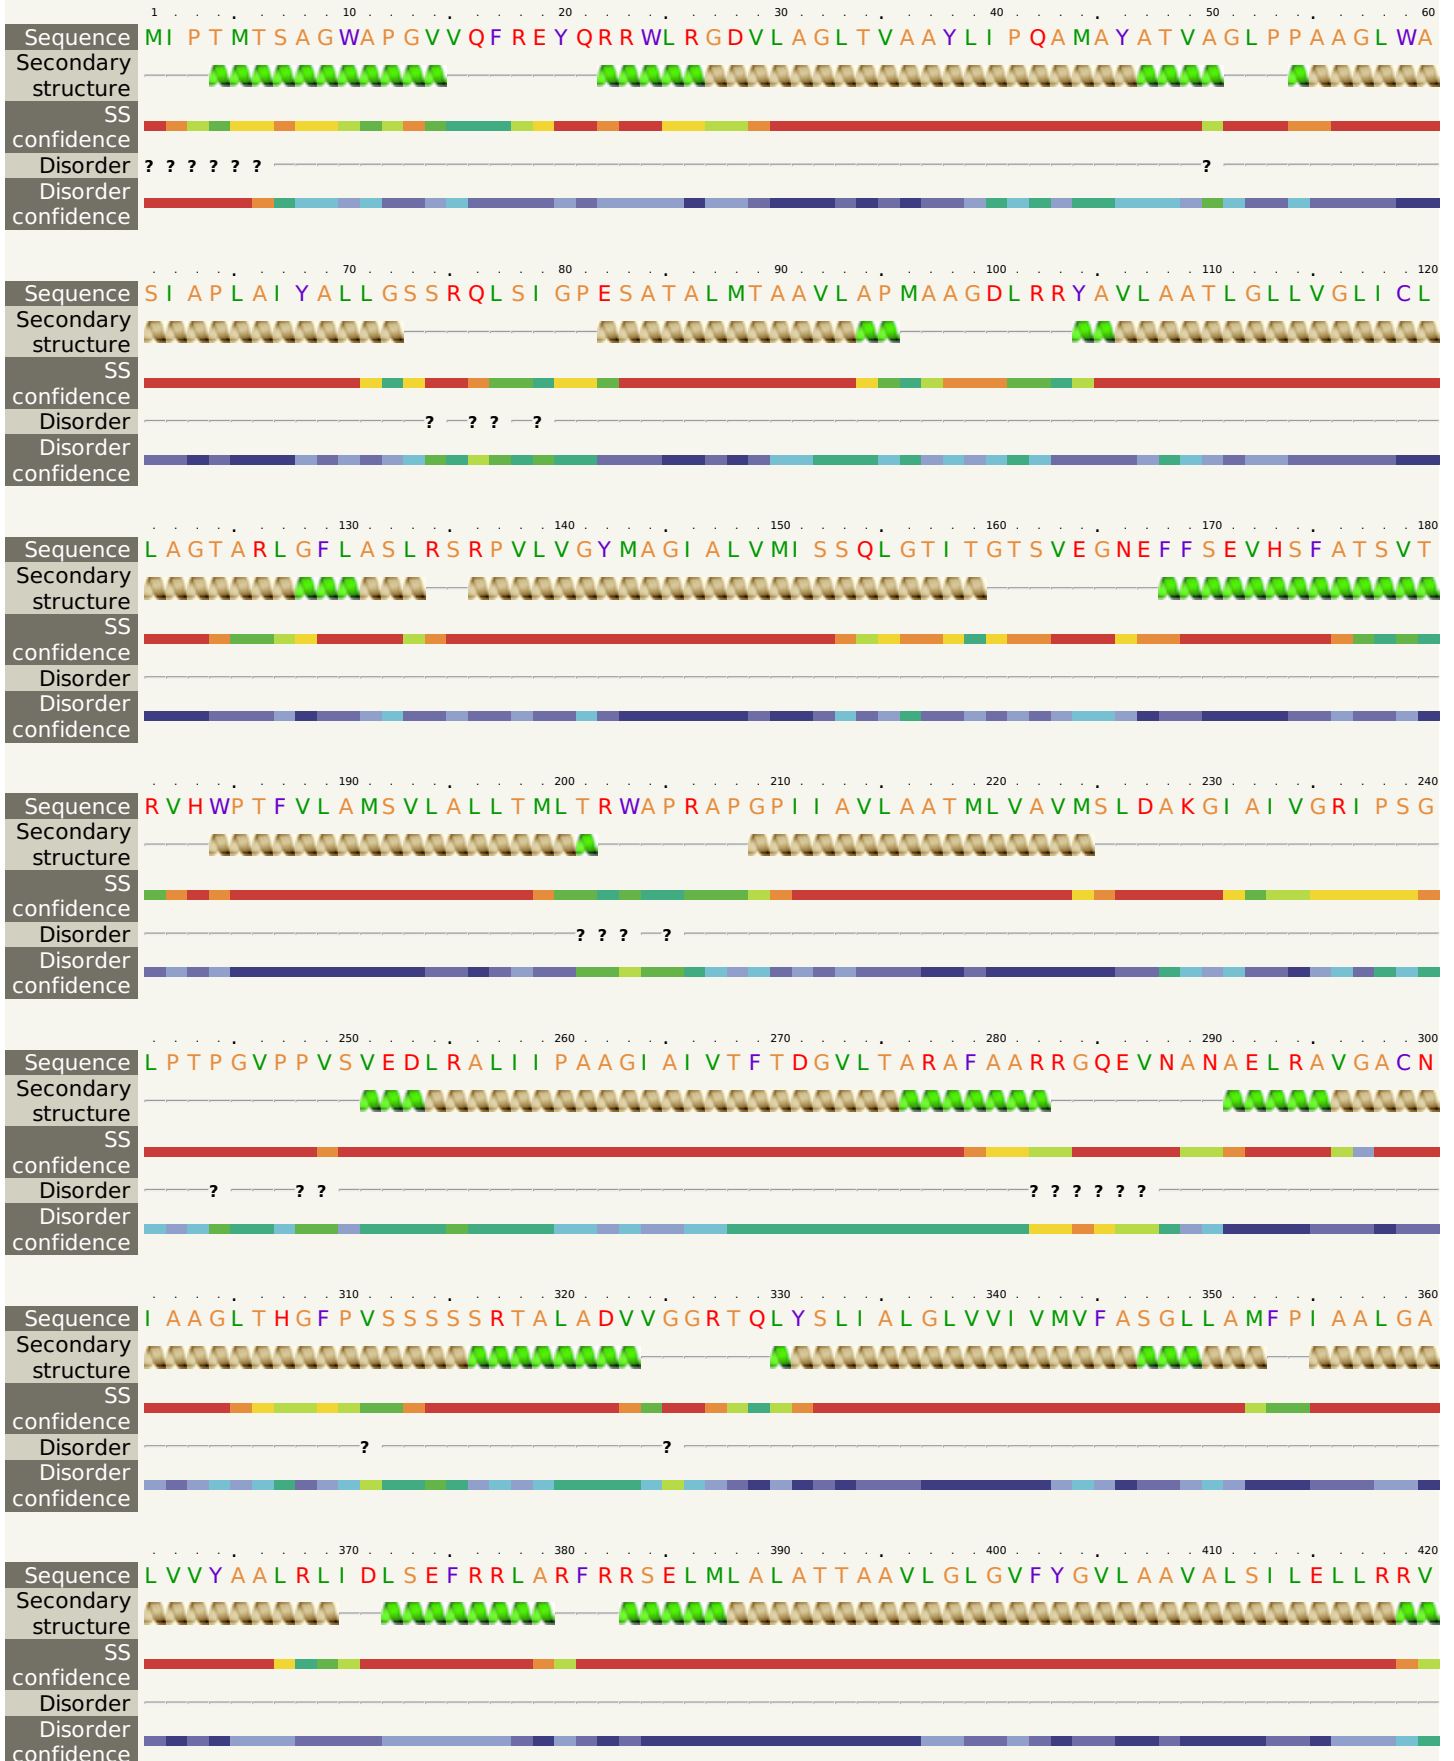 1 10 20 30 40 50 60
Sequence MIPTMTSAGWAPGVVQFREYQRRWLRGDVLAGLTVAAYLIPQAMAYATVAGLPPAAGLWA
Secondary
structure
SS
confidence
Disorder ? ? ? ? ? ? ?
Disorder
confidence
70 80 90 100 110 120
Sequence SIAPLAIYALLGSSRQLSIGPESATALMTAAVLAPMAAGDLRRYAVLAATLGLLVGLICL
Secondary
structure
SS
confidence
Disorder ? ? ? ?
Disorder
confidence
130 140 150 160 170 180
Sequence LAGTARLGFLASLRSRPVLVGYMAGIALVMISSQLGTITGTSVEGNEFFSEVHSFATSVT
Secondary
structure
SS
confidence
Disorder
Disorder
confidence
190 200 210 220 230 240
Sequence RVHWPTFVLAMSVLALLTMLTRWAPRAPGPIIAVLAATMLVAVMSLDAKGIAIVGRIPSG
Secondary
structure
SS
confidence
Disorder ? ? ? ?
Disorder
confidence
250 260 270 280 290 300
Sequence LPTPGVPPVSVEDLRALIIPAAGIAIVTFTDGVLTARAFAARRGQEVNANAELRAVGACN
Secondary
structure
SS
confidence
Disorder ? ? ? ? ? ? ? ? ?
Disorder
confidence
310 320 330 340 350 360
Sequence IAAGLTHGFPVSSSSSRTALADVVGGRTQLYSLIALGLVVIVMVFASGLLAMFPIAALGA
Secondary
structure
SS
confidence
Disorder ? ?
Disorder
confidence
370 380 390 400 410 420
Sequence LVVYAALRLIDLSEFRRLARFRRSELMLALATTAAVLGLGVFYGVLAAVALSILELLRRV
Secondary
structure
SS
confidence
Disorder
Disorder
confidence